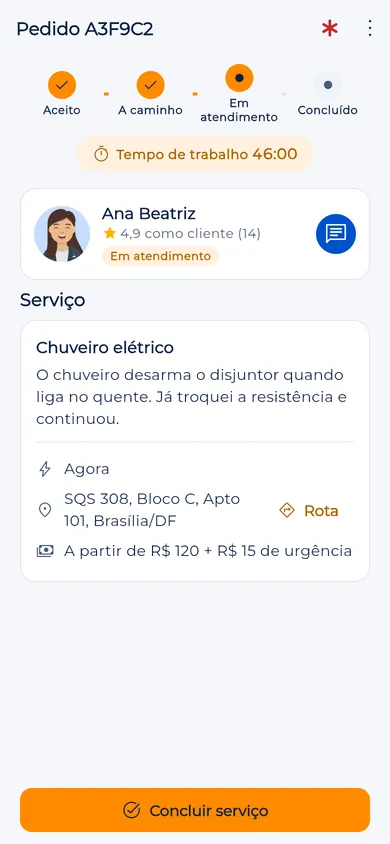 Pedido A3F9C2
Aceito
A caminho
Em
atendimento
Concluído
Tempo de trabalho 46:00
Ana Beatriz
4,9 como cliente (14)
Em atendimento
Serviço
Chuveiro elétrico
O chuveiro desarma o disjuntor quando
liga no quente. Já troquei a resistência e
continuou.
Agora
SQS 308, Bloco C, Apto
101, Brasília/DF
Rota
A partir de R$ 120 + R$ 15 de urgência
Concluir serviço